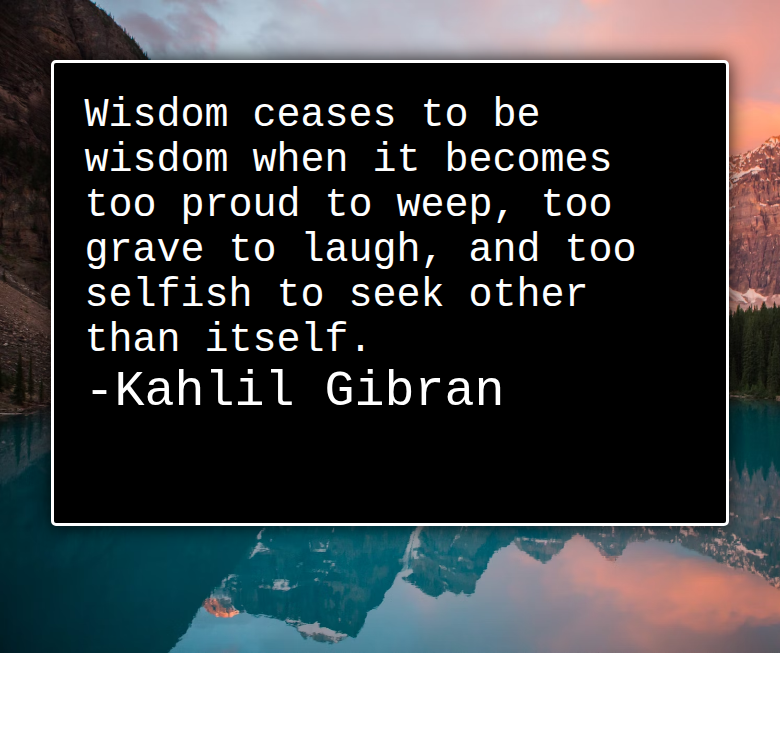 Wisdom ceases to be
wisdom when it becomes
too proud to weep, too
grave to laugh, and too
selfish to seek other
than itself.
-Kahlil Gibran